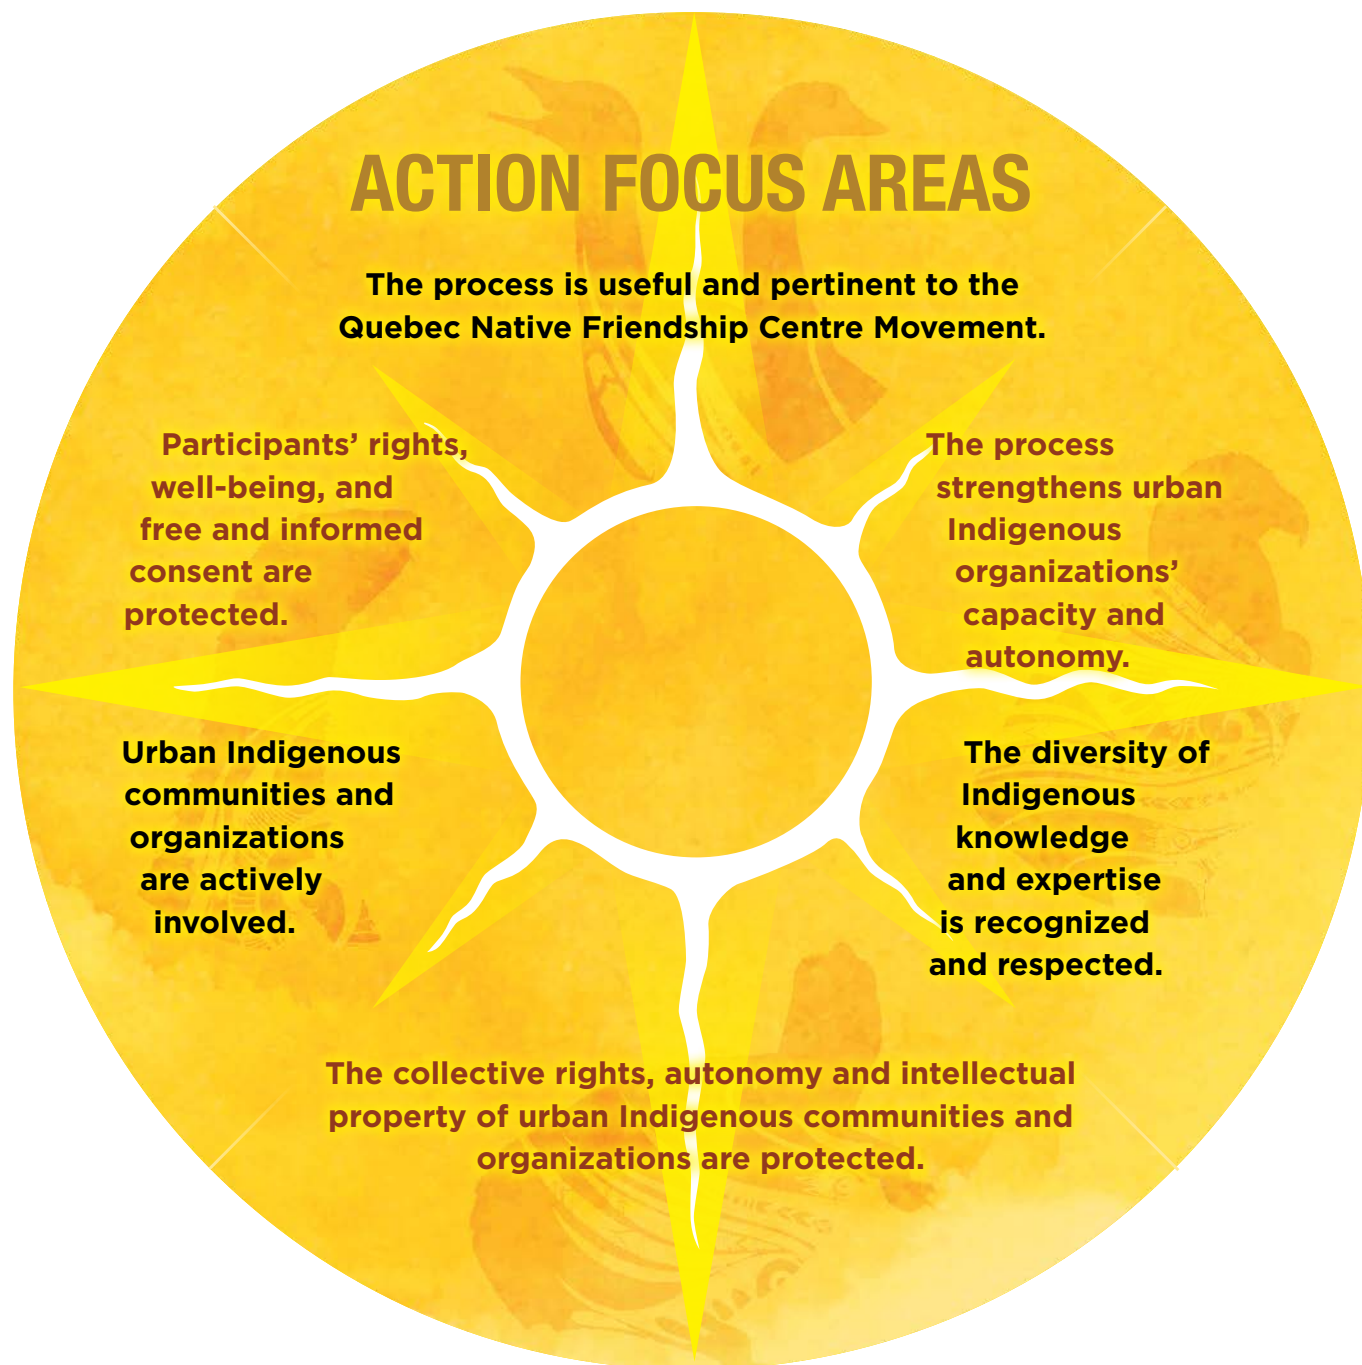 ACTION FOCUS AREAS
The process is useful and pertinent to the
Quebec Native Friendship Centre Movement.
Participants’ rights,
well-being, and
free and informed
consent are
protected.
The process
strengthens urban
Indigenous
organizations’
capacity and
autonomy.
Urban Indigenous
communities and
organizations
are actively
involved.
The diversity of
Indigenous
knowledge
and expertise
is recognized
and respected.
The collective rights, autonomy and intellectual
property of urban Indigenous communities and
organizations are protected.